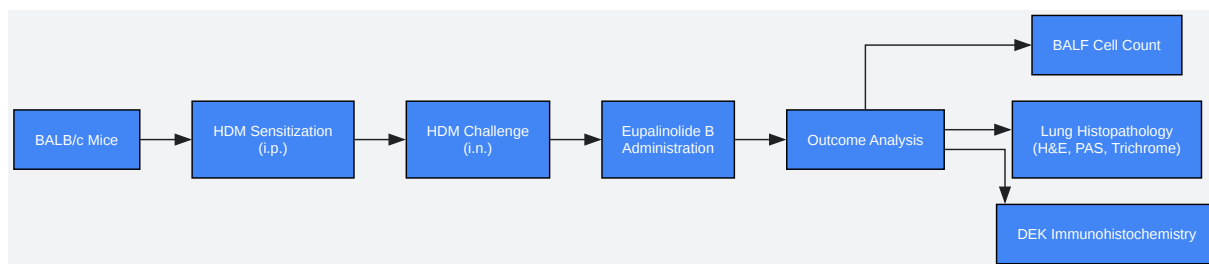 BALB/c Mice
HDM Sensitization
(i.p.)
HDM Challenge
(i.n.)
Eupalinolide B
Administration
Outcome Analysis
BALF Cell Count
Lung Histopathology
(H&E, PAS, Trichrome)
DEK Immunohistochemistry